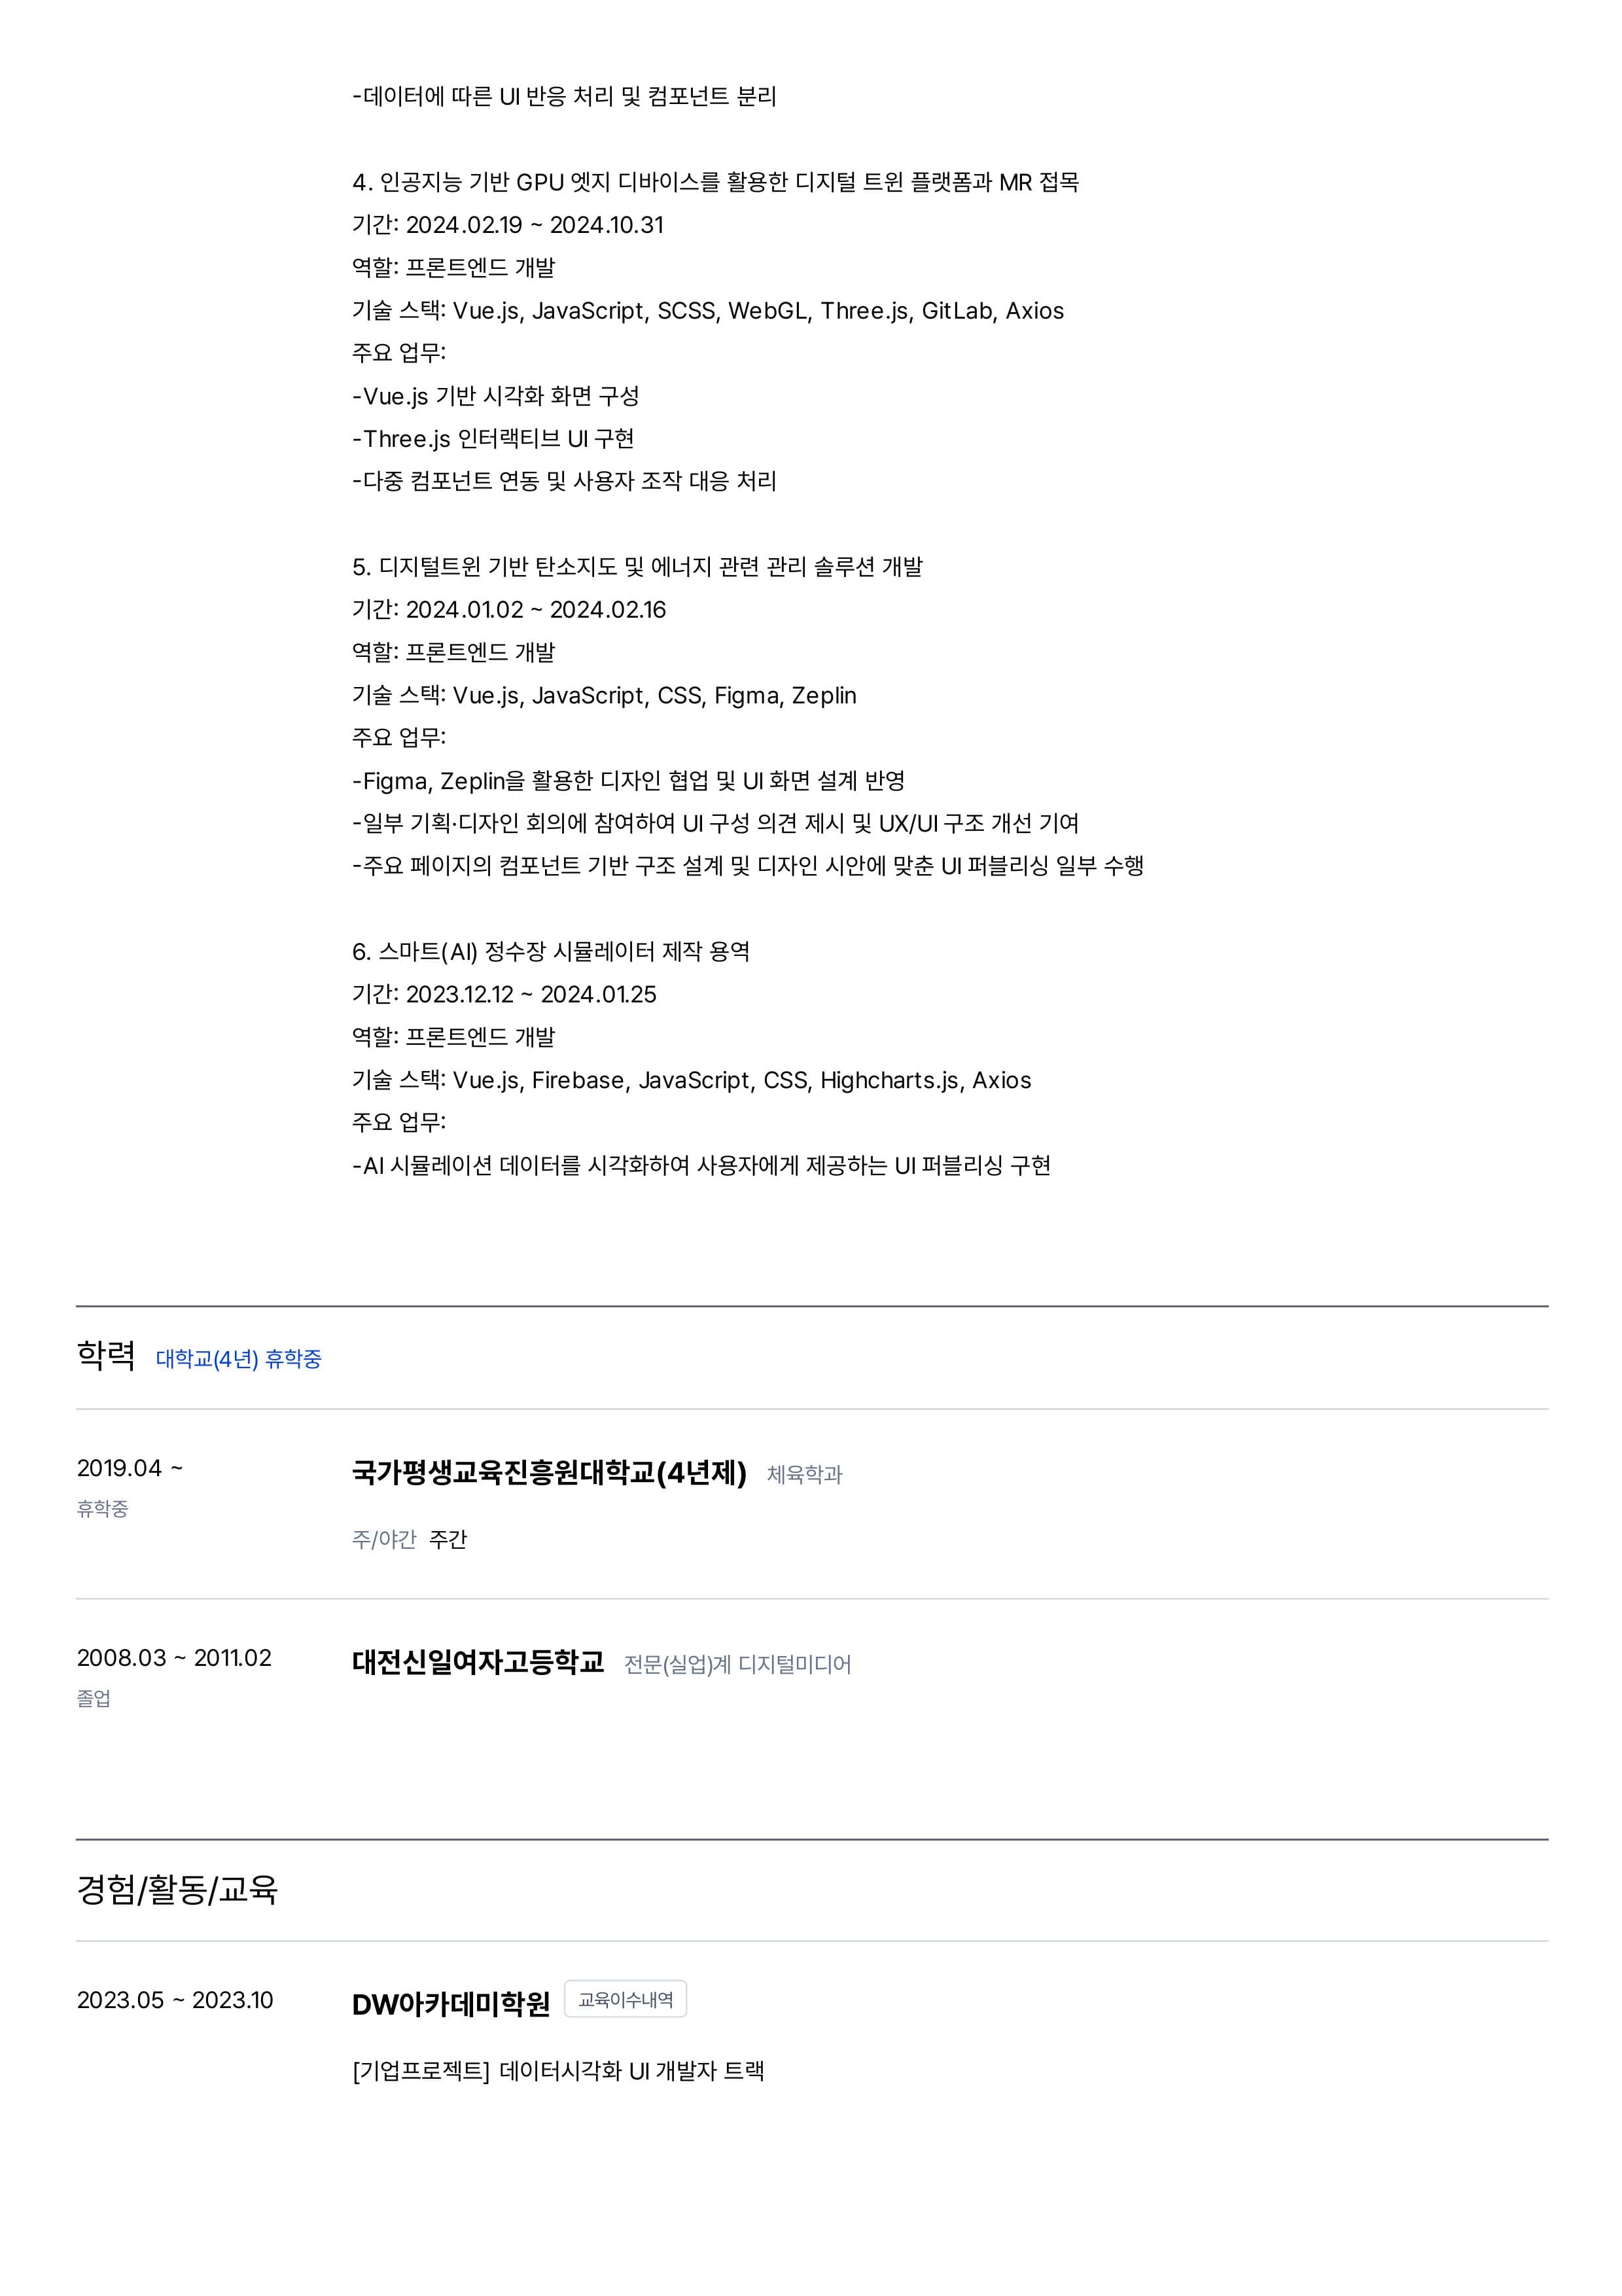 -데이터에 따른 UI 반응 처리 및 컴포넌트 분리
4. 인공지능 기반 GPU 엣지 디바이스를 활용한 디지털 트윈 플랫폼과 MR 접목
기간: 2024.02.19 ~ 2024.10.31
역할: 프론트엔드 개발
기술 스택: Vue.js, JavaScript, SCSS, WebGL, Three.js, GitLab, Axios
주요 업무:
-Vue.js 기반 시각화 화면 구성
-Three.js 인터랙티브 UI 구현
-다중 컴포넌트 연동 및 사용자 조작 대응 처리
5. 디지털트윈 기반 탄소지도 및 에너지 관련 관리 솔루션 개발
기간: 2024.01.02 ~ 2024.02.16
역할: 프론트엔드 개발
기술 스택: Vue.js, JavaScript, CSS, Figma, Zeplin
주요 업무:
-Figma, Zeplin을 활용한 디자인 협업 및 UI 화면 설계 반영
-일부 기획·디자인 회의에 참여하여 UI 구성 의견 제시 및 UX/UI 구조 개선 기여
-주요 페이지의 컴포넌트 기반 구조 설계 및 디자인 시안에 맞춘 UI 퍼블리싱 일부 수행
6. 스마트(AI) 정수장 시뮬레이터 제작 용역
기간: 2023.12.12 ~ 2024.01.25
역할: 프론트엔드 개발
기술 스택: Vue.js, Firebase, JavaScript, CSS, Highcharts.js, Axios
주요 업무:
-AI 시뮬레이션 데이터를 시각화하여 사용자에게 제공하는 UI 퍼블리싱 구현
학력 대학교(4년) 휴학중
2019.04 ~ 국가평생교육진흥원대학교(4년제) 체육학과
휴학중
주/야간 주간
2008.03 ~ 2011.02 대전신일여자고등학교 전문(실업)계 디지털미디어
졸업
경험/활동/교육
2023.05 ~ 2023.10 DW아카데미학원 교육이수내역
[기업프로젝트] 데이터시각화 UI 개발자 트랙